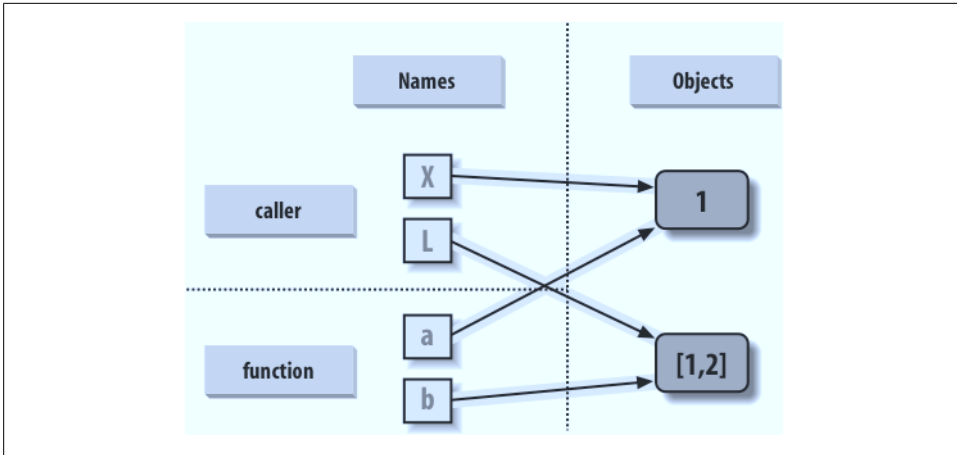 Names
Objects
X
1
caller
L
a
function
[1,2]
b